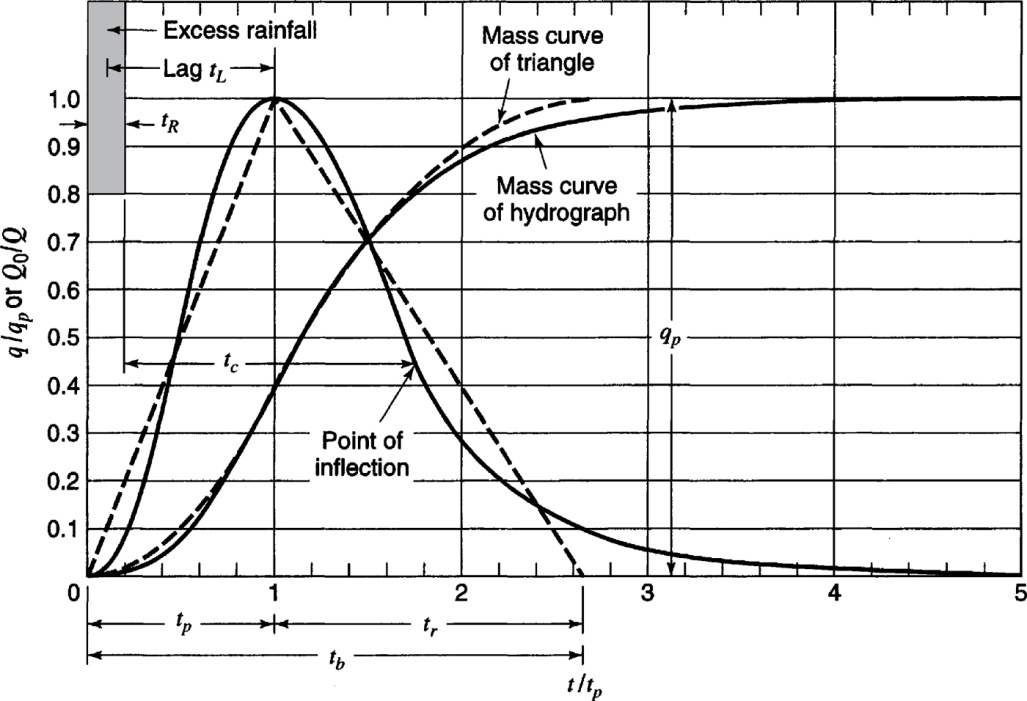 Excess rainfall
Lag t_L
t_R
Mass curve
of triangle
Mass curve
of hydrograph
q/q_p or Q_0/Q
1.0
0.9
0.8
0.7
0.6
0.5
0.4
0.3
0.2
0.1
0
t_c
q_p
Point of
inflection
1
2
3
4
5
t_p
t_r
t_b
t/t_p